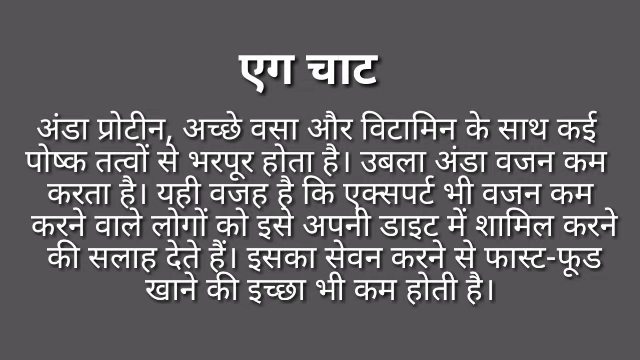 एग चाट
अंडा प्रोटीन, अच्छे वसा और विटामिन के साथ कई
पोष्क तत्वों से भरपूर होता है। उबला अंडा वजन कम
करता है। यही वजह है कि एक्सपर्ट भी वजन कम
करने वाले लोगों को इसे अपनी डाइट में शामिल करने
की सलाह देते हैं। इसका सेवन करने से फास्ट-फूड
खाने की इच्छा भी कम होती है।